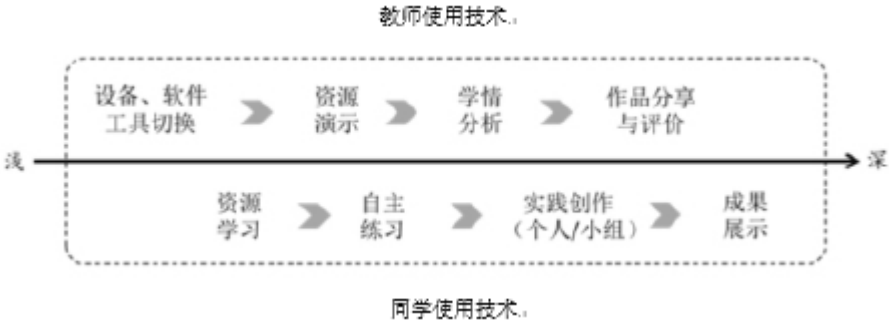 教师使用技术.
设备、软件
工具切换
资源
演示
学情
分析
作品分享
与评价
浅
深
资源
学习
自主
练习
实践创作
（个人/小组）
成果
展示
同学使用技术.